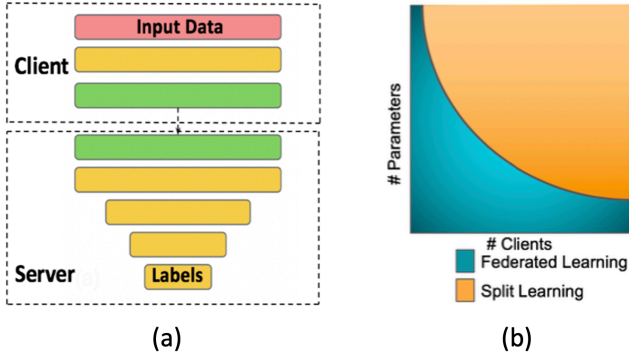 Input Data
Client
Server
Labels
(a)
(a)
# Parameters
# Clients
Federated Learning
Split Learning
(b)